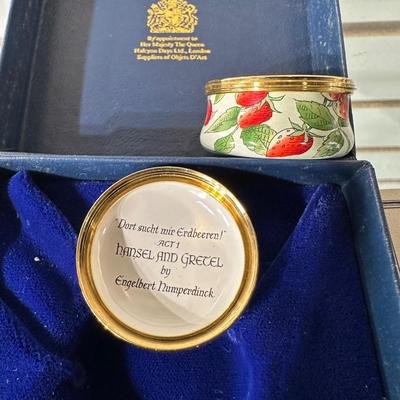 By appointment to
Her Majesty The Queen
Halcyon Days Ltd., London
Suppliers of Objets D'Art
"Dort sucht mir Erdbeeren!"
ACT 1
HANSEL AND GRETEL
by
Engelbert Humperdinck